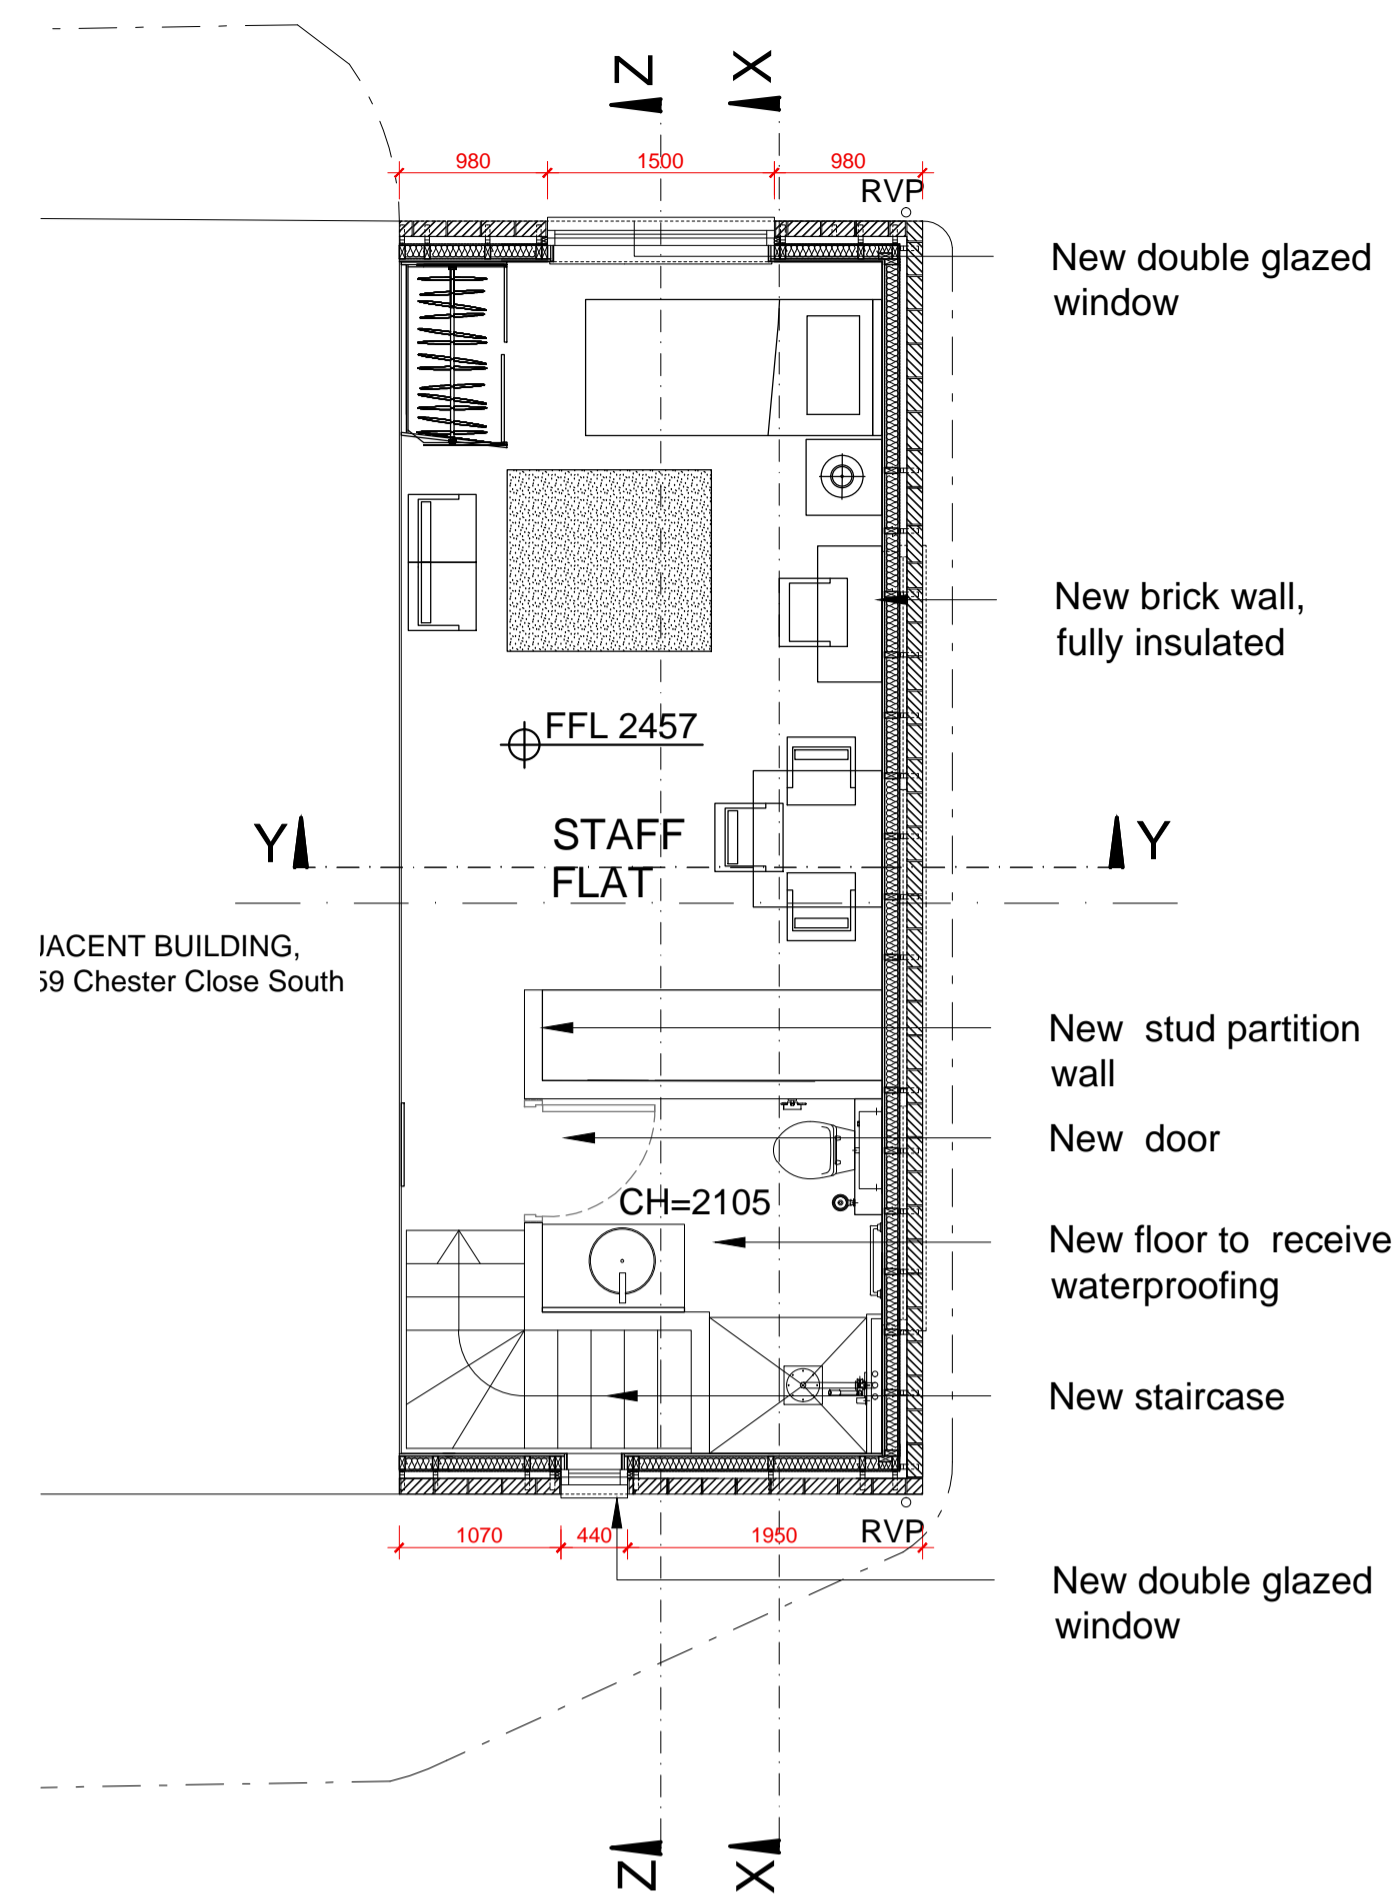 Z X
980 1500 980
RVP
New double glazed
window
New brick wall,
fully insulated
FFL 2457
STAFF
FLAT
Y Y
JACENT BUILDING,
59 Chester Close South
New stud partition
wall
New door
CH=2105
New floor to receive
waterproofing
New staircase
1070 440 1950
RVP
New double glazed
window
Z X